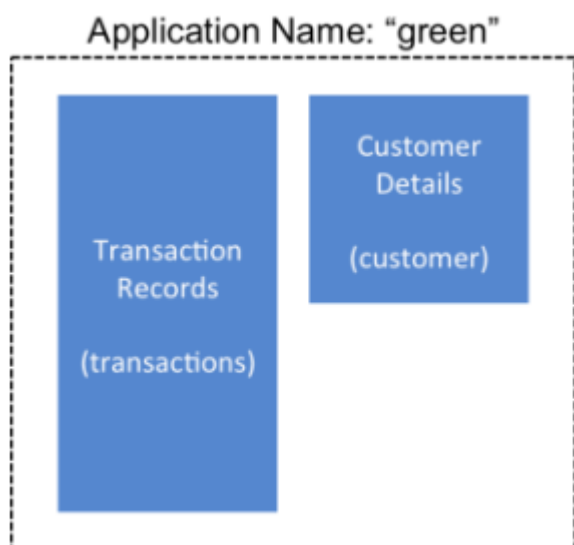 Application Name: “green”
Transaction
Records
(transactions)
Customer
Details
(customer)